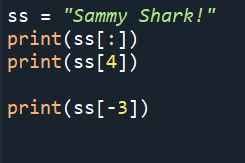 ss = "Sammy Shark!"
print(ss[:])
print(ss[4])
print(ss[-3])